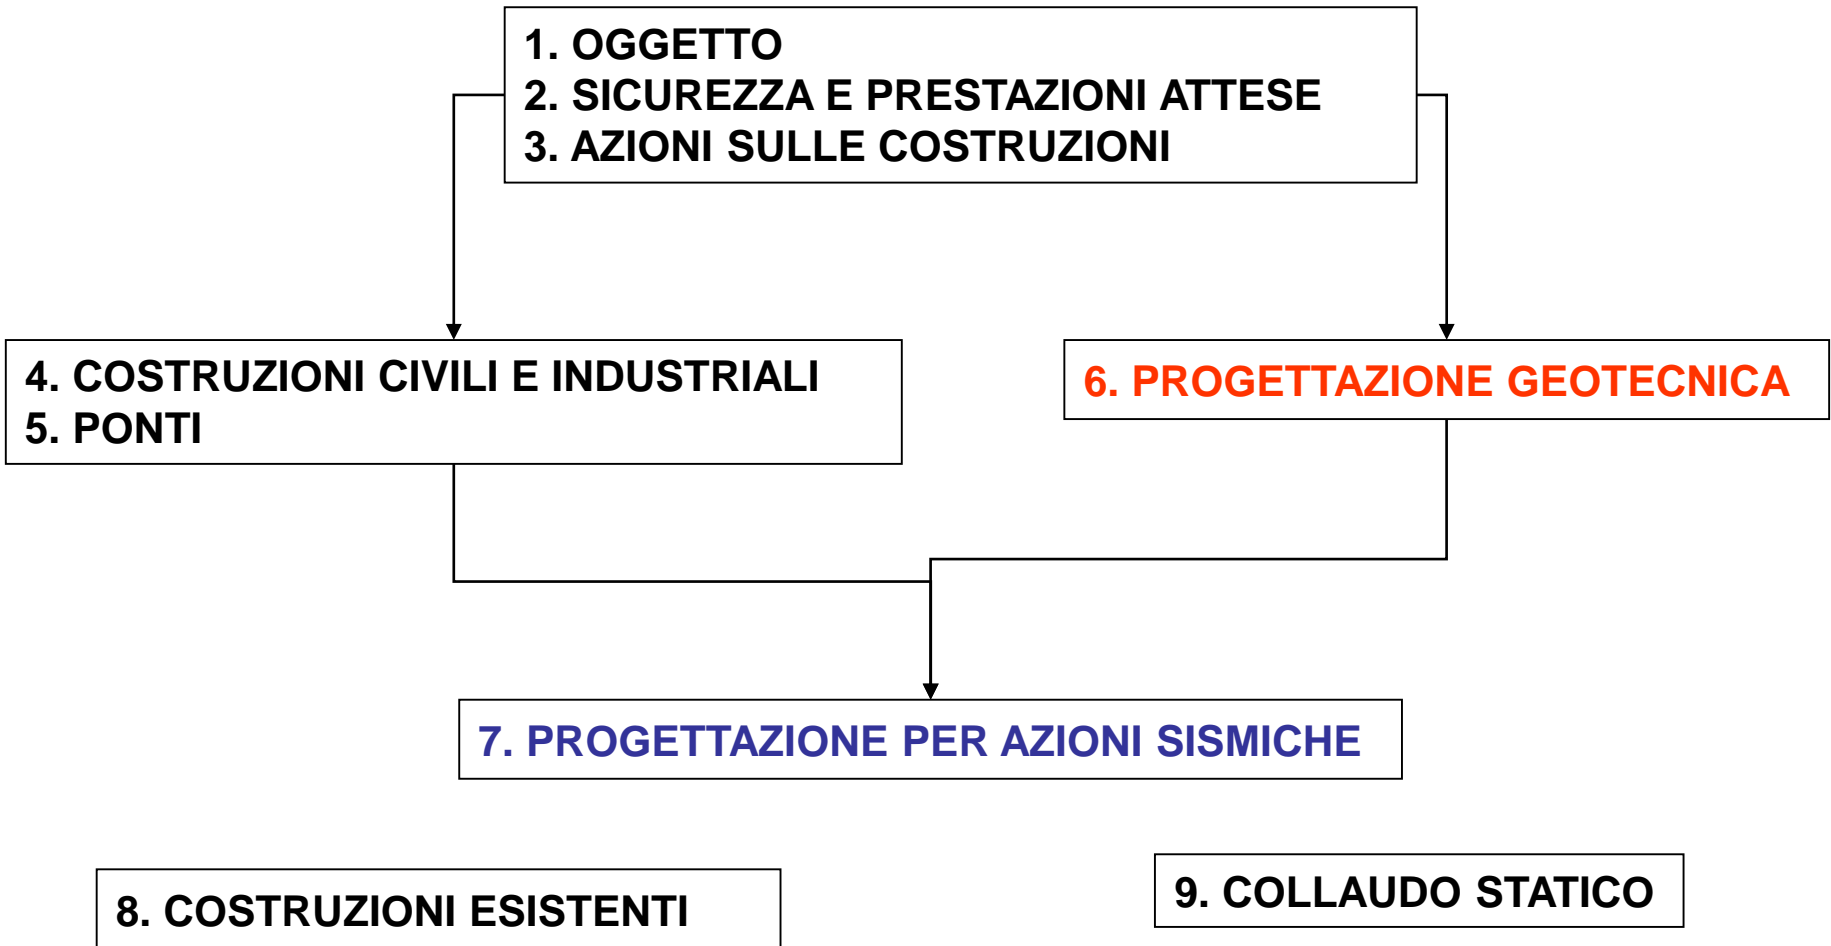 1. OGGETTO
2. SICUREZZA E PRESTAZIONI ATTESE
3. AZIONI SULLE COSTRUZIONI
4. COSTRUZIONI CIVILI E INDUSTRIALI
5. PONTI
6. PROGETTAZIONE GEOTECNICA
7. PROGETTAZIONE PER AZIONI SISMICHE
8. COSTRUZIONI ESISTENTI
9. COLLAUDO STATICO